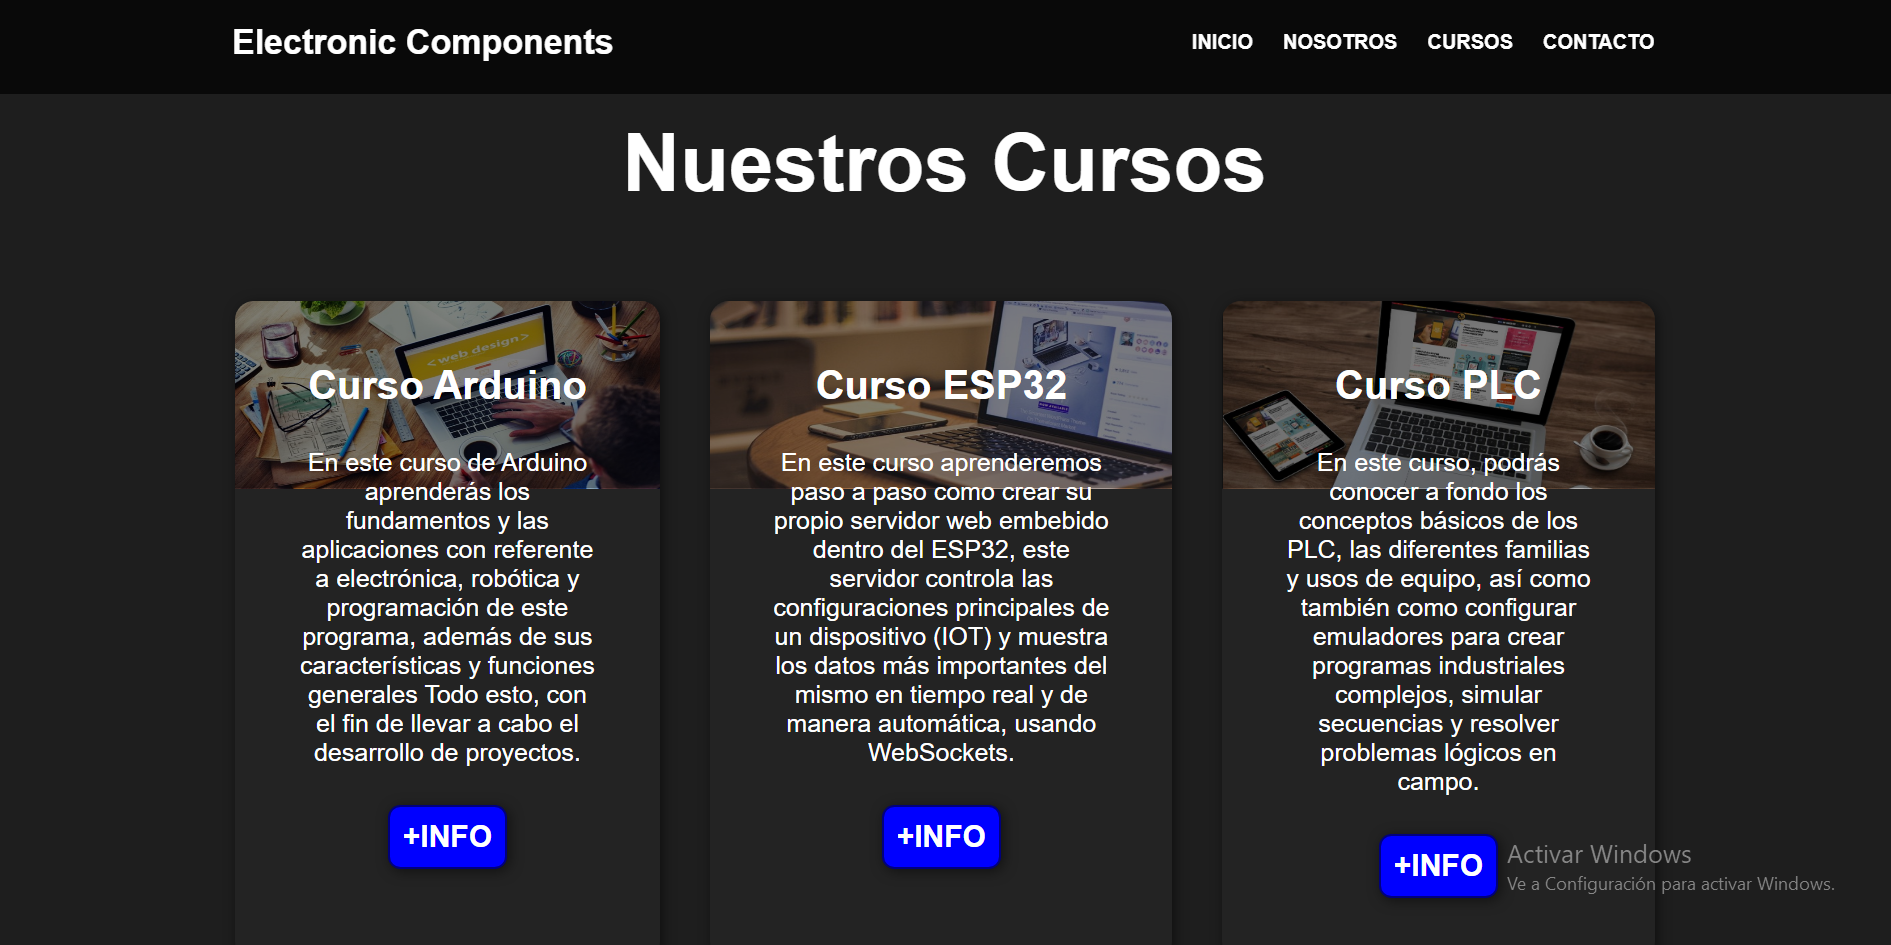 Electronic Components
INICIO NOSOTROS CURSOS CONTACTO
Nuestros Cursos
<web design>
Curso Arduino
En este curso de Arduino
aprenderás los
fundamentos y las
aplicaciones con referente
a electrónica, robótica y
programación de este
programa, además de sus
características y funciones
generales Todo esto, con
el fin de llevar a cabo el
desarrollo de proyectos.
+INFO
Curso ESP32
En este curso aprenderemos
paso a paso como crear su
propio servidor web embebido
dentro del ESP32, este
servidor controla las
configuraciones principales de
un dispositivo (IOT) y muestra
los datos más importantes del
mismo en tiempo real y de
manera automática, usando
WebSockets.
+INFO
Curso PLC
En este curso, podrás
conocer a fondo los
conceptos básicos de los
PLC, las diferentes familias
y usos de equipo, así como
también como configurar
emuladores para crear
programas industriales
complejos, simular
secuencias y resolver
problemas lógicos en
campo.
+INFO
Activar Windows
Ve a Configuración para activar Windows.